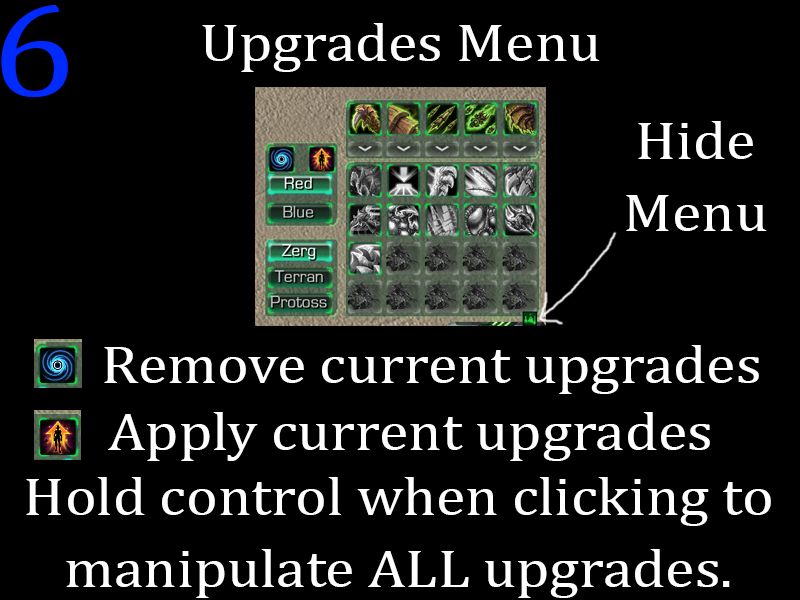 6
Upgrades Menu
Hide
Menu
Red
Blue
Zerg
Terran
Protoss
Remove current upgrades
Apply current upgrades
Hold control when clicking to
manipulate ALL upgrades.